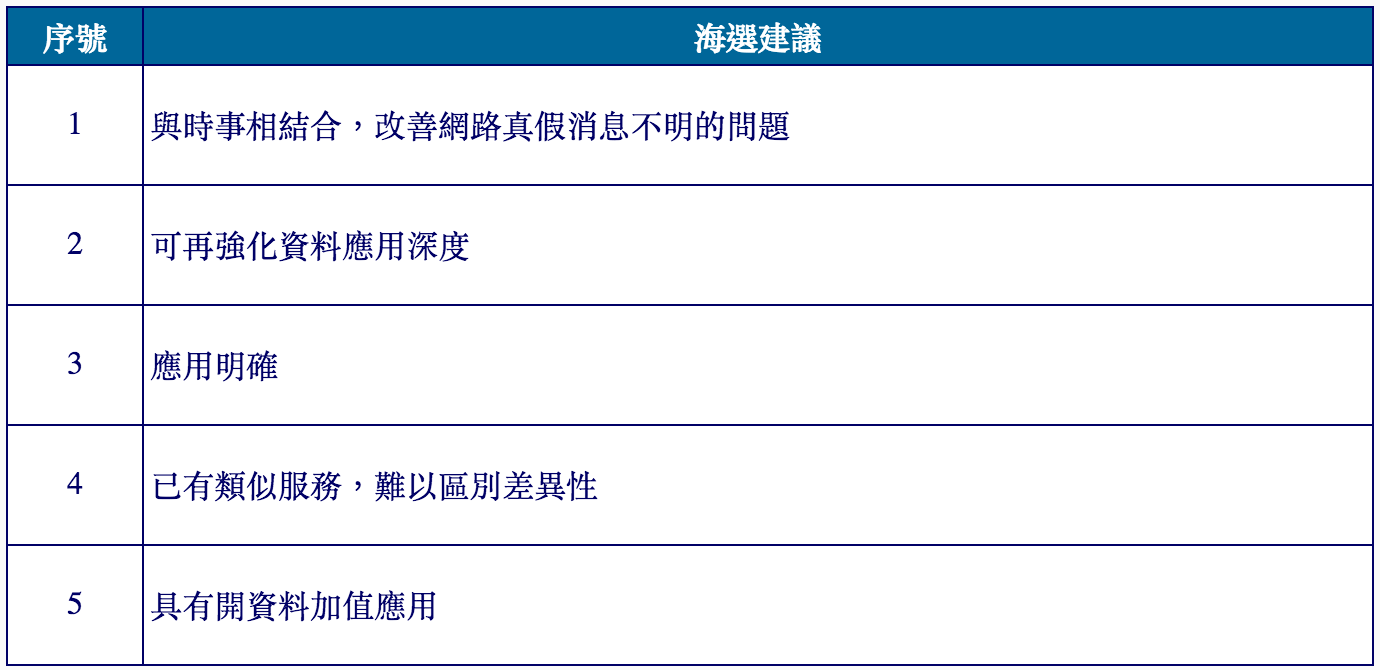 序號 海選建議
1 與時事相結合，改善網路真假消息不明的問題
2 可再強化資料應用深度
3 應用明確
4 已有類似服務，難以區別差異性
5 具有開資料加值應用